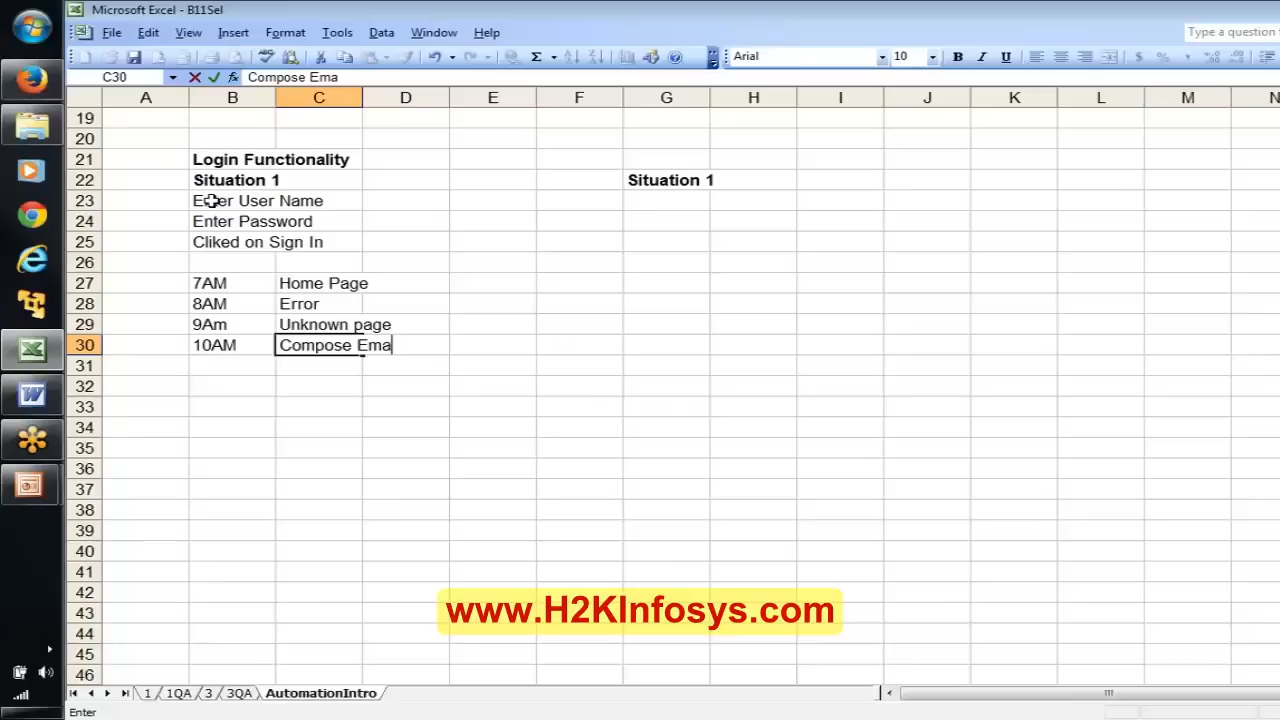 Microsoft Excel - B11Sel
File Edit View Insert Format Tools Data Window Help
Type a question
Arial 10 B I U
C30 Compose Ema
A B C D E F G H I J K L M N
19
20
21 Login Functionality
22 Situation 1 Situation 1
23 Enter User Name
24 Enter Password
25 Cliked on Sign In
26
27 7AM Home Page
28 8AM Error
29 9Am Unknown page
30 10AM Compose Ema
31
32
33
34
35
36
37
38
39
40
41
42
43
44
45
46
www.H2KInfosys.com
1 1QA 3 3QA AutomationIntro
Enter